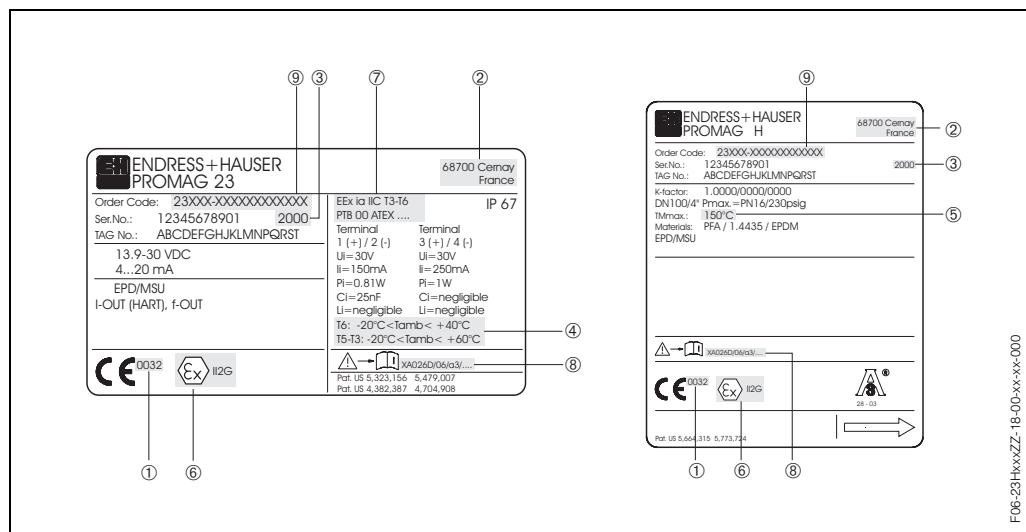 ⑨ ③ ⑦ ②
EH ENDRESS+HAUSER
PROMAG 23
68700 Cernay
France
Order Code: 23XXX-XXXXXXXXXXXX
Ser.No.: 12345678901 2000
TAG No.: ABCDEFGHJKLMNPQRST
13.9-30 VDC
4...20 mA
EPD/MSU
I-OUT (HART), f-OUT
EEx ia IIC T3-T6 IP 67
PTB 00 ATEX ....
Terminal Terminal
1 (+) / 2 (-) 3 (+) / 4 (-)
Ui=30V Ui=30V
Ii=150mA Ii=250mA
Pi=0.81W Pi=1W
Ci=25nF Ci=negligible
Li=negligible Li=negligible
T6: -20°C<Tamb< +40°C
T5-T3: -20°C<Tamb< +60°C
④
XA026D/06/a3/....
⑧
CE 0032 Ex II2G
Pat. US 5,323,156 5,479,007
Pat. US 4,382,387 4,704,908
① ⑥
⑨
EH ENDRESS+HAUSER
PROMAG H
68700 Cernay
France
②
Order Code: 23XXX-XXXXXXXXXXXX
Ser.No.: 12345678901 2000
③
TAG No.: ABCDEFGHJKLMNPQRST
K-factor: 1.0000/0000/0000
DN100/4" Pmax.=PN16/230psig
TMmax.: 150°C
⑤
Materials: PFA / 1.4435 / EPDM
EPD/MSU
XA026D/06/a3/....
CE 0032 Ex II2G
A3 ®
28 - 03
Pat. US 5,664,315 5,773,724
① ⑥ ⑧
F06-23HxxxZZ-18-00-xx-xx-000